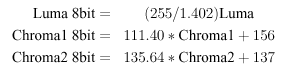 Luma 8bit = (255/1.402)Luma
Chroma1 8bit = 111.40 * Chroma1 + 156
Chroma2 8bit = 135.64 * Chroma2 + 137